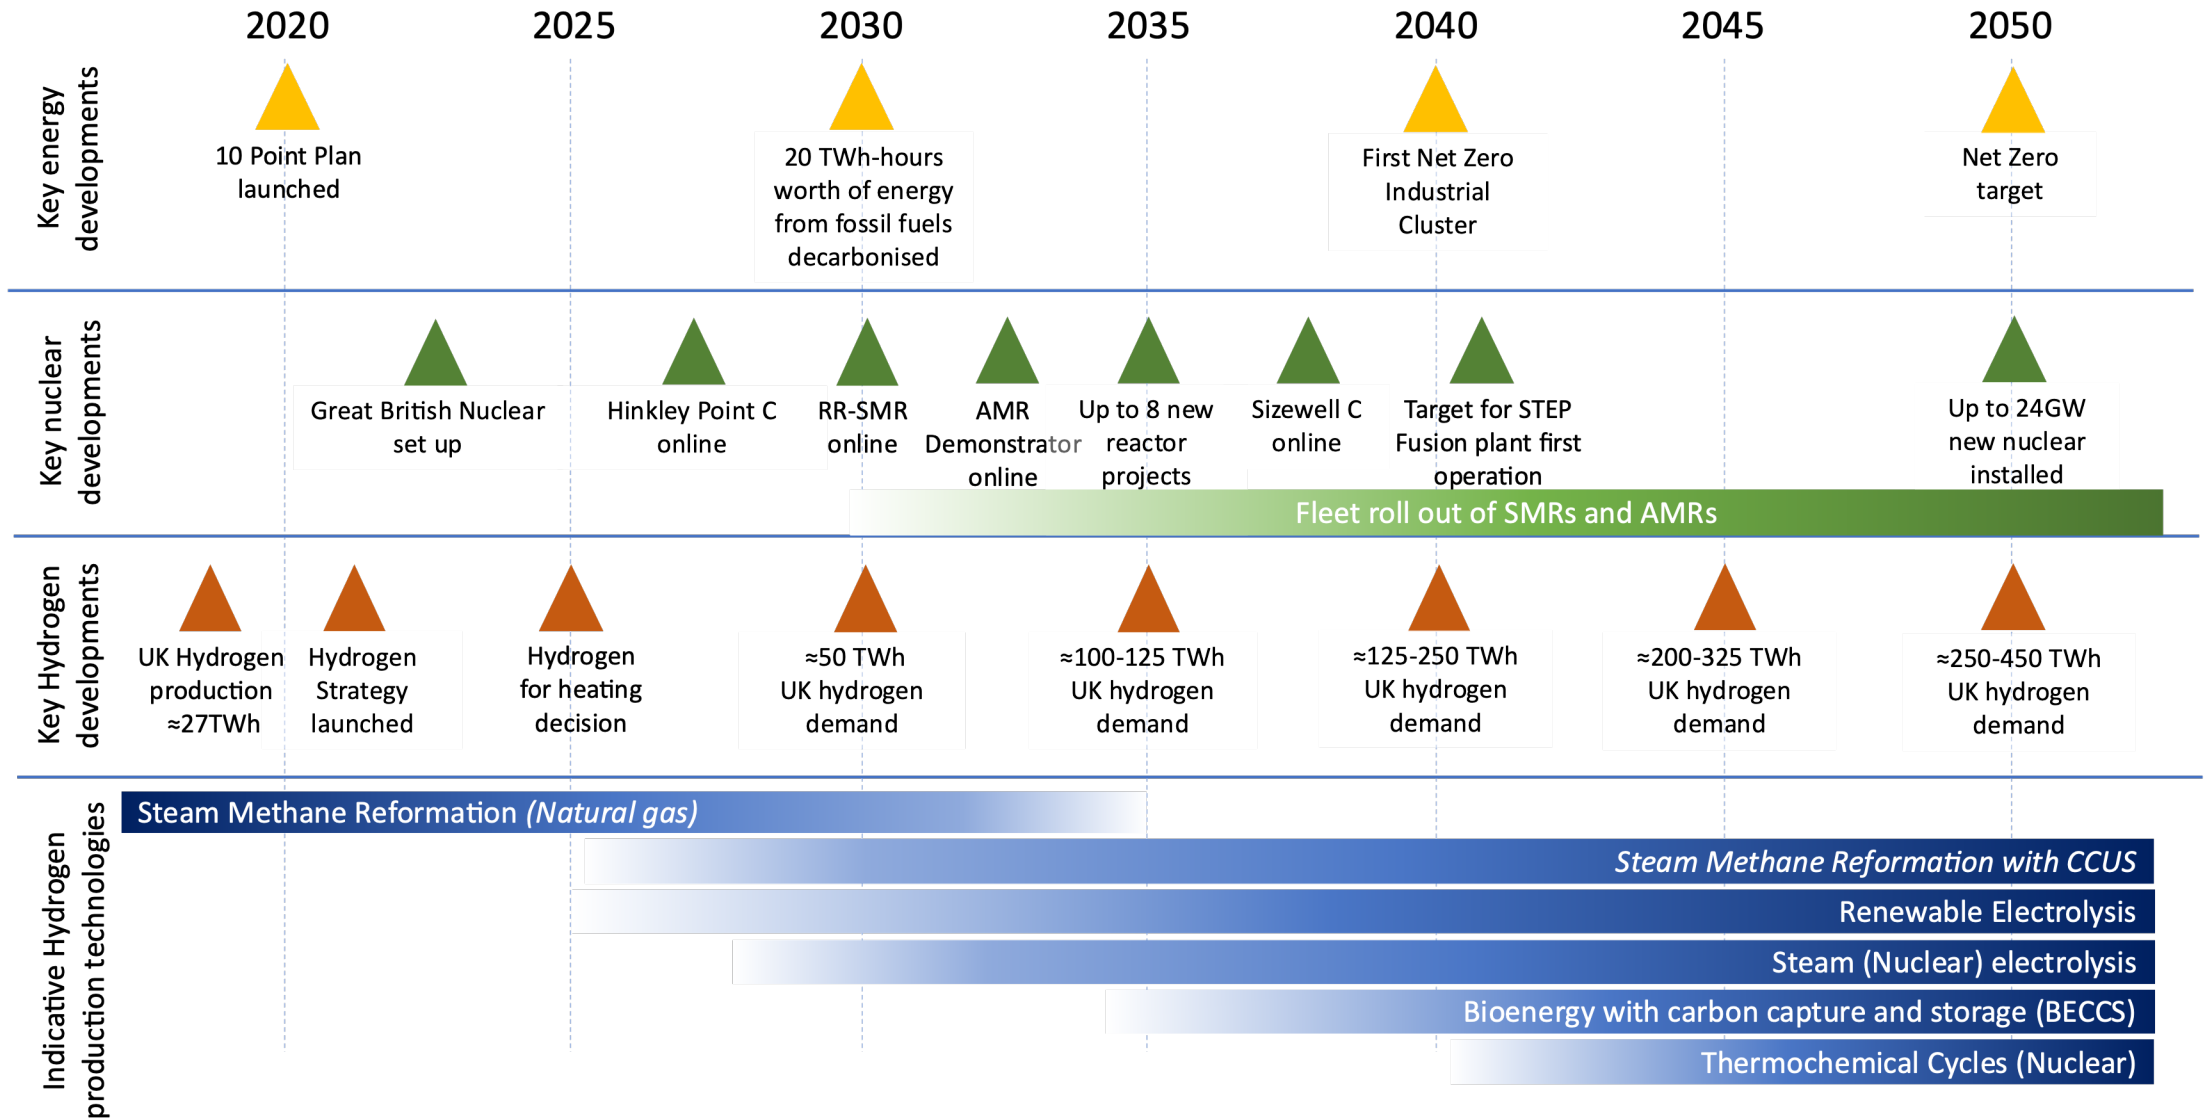 2020 2025 2030 2035 2040 2045 2050
Key energy
developments
10 Point Plan
launched
20 TWh-hours
worth of energy
from fossil fuels
decarbonised
First Net Zero
Industrial
Cluster
Net Zero
target
Key nuclear
developments
Great British Nuclear
set up
Hinkley Point C
online
RR-SMR
online
AMR
Demonstrator
online
Up to 8 new
reactor
projects
Sizewell C
online
Target for STEP
Fusion plant first
operation
Up to 24GW
new nuclear
installed
Fleet roll out of SMRs and AMRs
Key Hydrogen
developments
UK Hydrogen
production
≈27TWh
Hydrogen
Strategy
launched
Hydrogen
for heating
decision
≈50 TWh
UK hydrogen
demand
≈100-125 TWh
UK hydrogen
demand
≈125-250 TWh
UK hydrogen
demand
≈200-325 TWh
UK hydrogen
demand
≈250-450 TWh
UK hydrogen
demand
Indicative Hydrogen
production technologies
Steam Methane Reformation (Natural gas)
Steam Methane Reformation with CCUS
Renewable Electrolysis
Steam (Nuclear) electrolysis
Bioenergy with carbon capture and storage (BECCS)
Thermochemical Cycles (Nuclear)